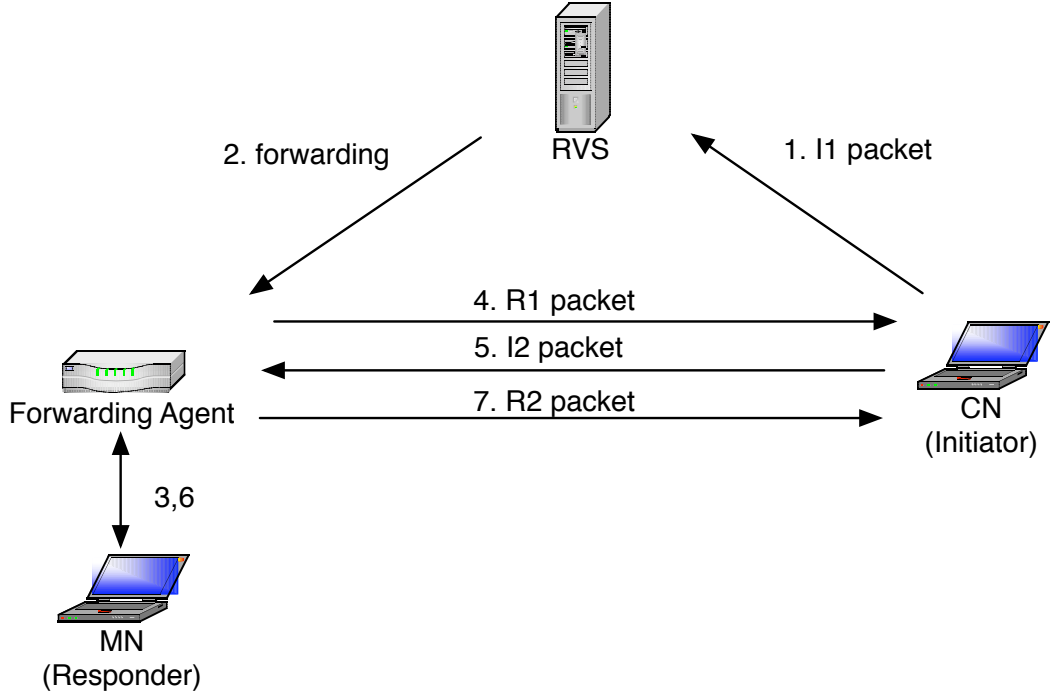 RVS
2. forwarding
1. I1 packet
4. R1 packet
5. I2 packet
7. R2 packet
Forwarding Agent
CN
(Initiator)
3,6
MN
(Responder)